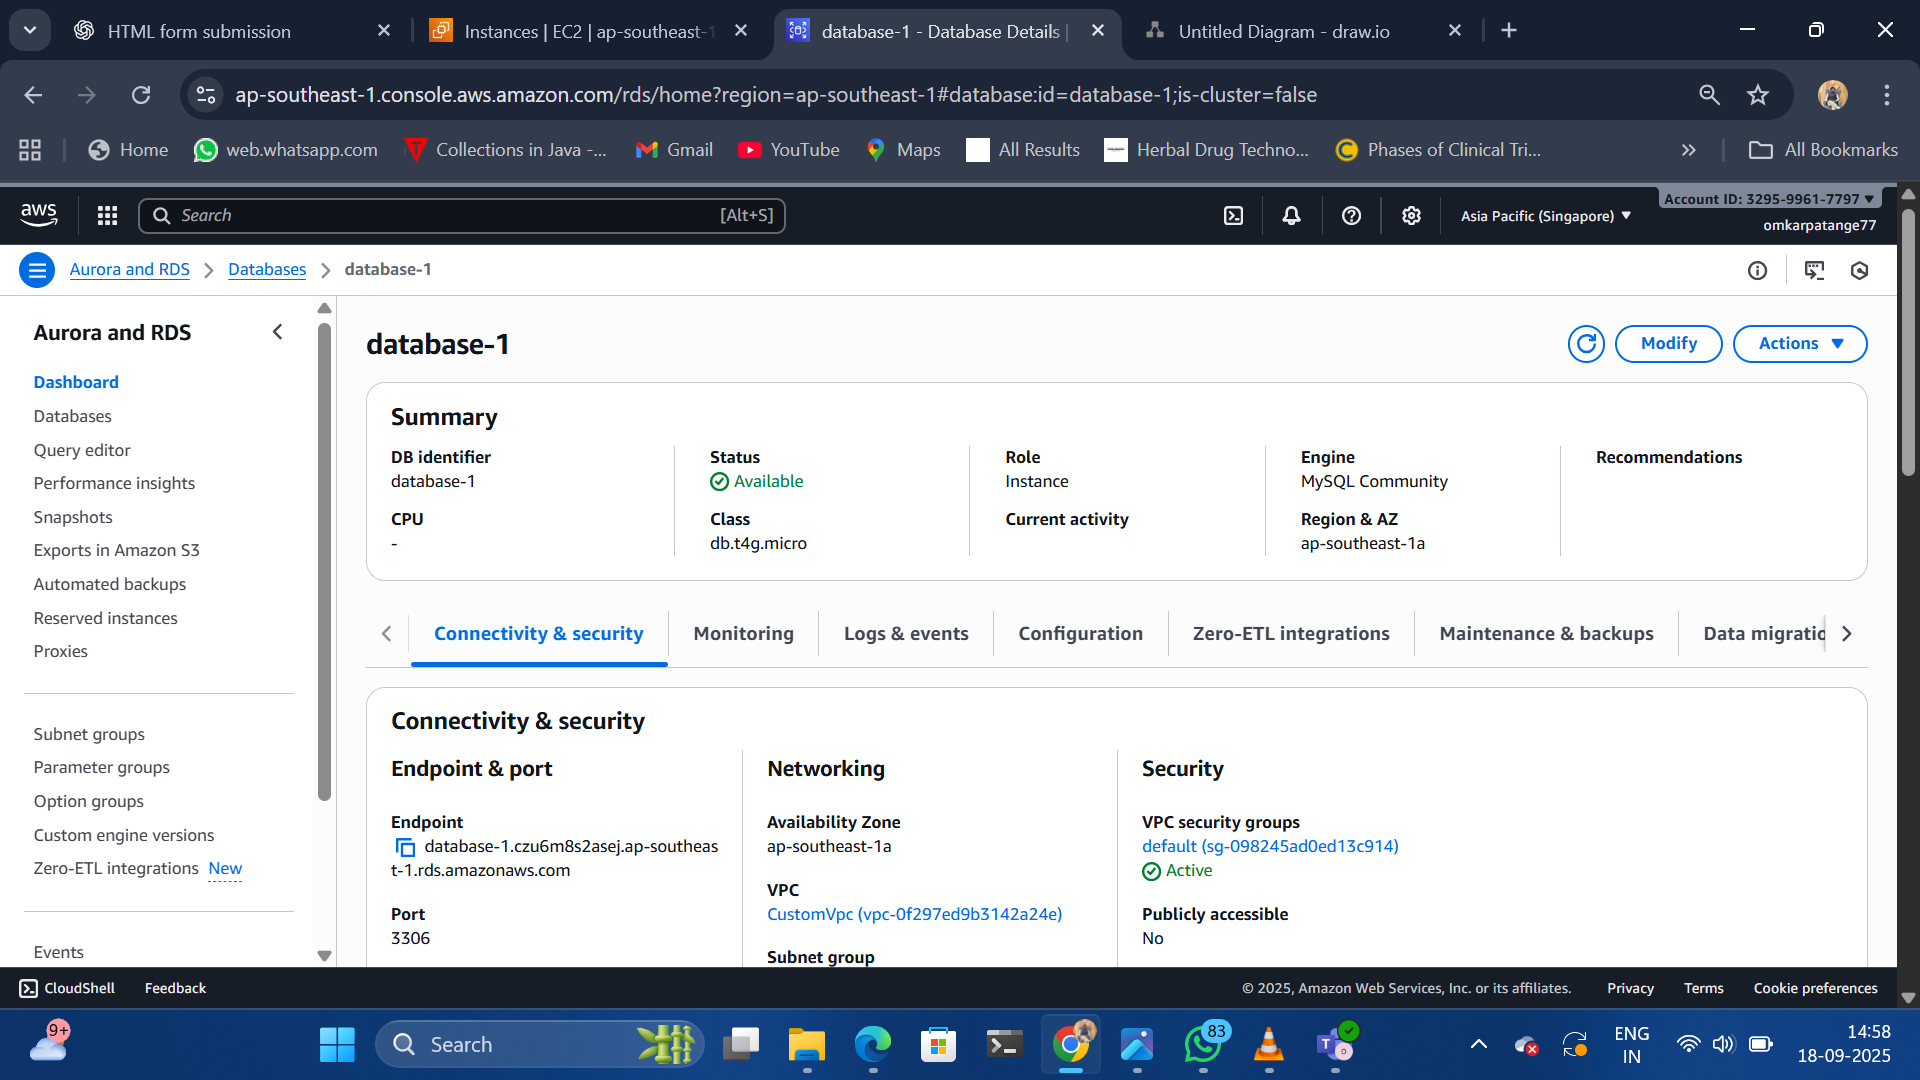 HTML form submission
Instances | EC2 | ap-southeast-1
database-1 - Database Details |
Untitled Diagram - draw.io
ap-southeast-1.console.aws.amazon.com/rds/home?region=ap-southeast-1#database:id=database-1;is-cluster=false
Home
web.whatsapp.com
Collections in Java -...
Gmail
YouTube
Maps
All Results
Herbal Drug Techno...
Phases of Clinical Tri...
All Bookmarks
aws
Search
[Alt+S]
Asia Pacific (Singapore)
Account ID: 3295-9961-7797
omkarpatange77
Aurora and RDS
Databases
database-1
Aurora and RDS
Dashboard
Databases
Query editor
Performance insights
Snapshots
Exports in Amazon S3
Automated backups
Reserved instances
Proxies
Subnet groups
Parameter groups
Option groups
Custom engine versions
Zero-ETL integrations New
Events
database-1
Modify
Actions
Summary
DB identifier
database-1
CPU
-
Status
Available
Class
db.t4g.micro
Role
Instance
Current activity
Engine
MySQL Community
Region & AZ
ap-southeast-1a
Recommendations
Connectivity & security
Monitoring
Logs & events
Configuration
Zero-ETL integrations
Maintenance & backups
Data migratio
Connectivity & security
Endpoint & port
Endpoint
database-1.czu6m8s2asej.ap-southeas
t-1.rds.amazonaws.com
Port
3306
Networking
Availability Zone
ap-southeast-1a
VPC
CustomVpc (vpc-0f297ed9b3142a24e)
Subnet group
Security
VPC security groups
default (sg-098245ad0ed13c914)
Active
Publicly accessible
No
CloudShell
Feedback
© 2025, Amazon Web Services, Inc. or its affiliates.
Privacy
Terms
Cookie preferences
9+
Search
83
ENG
IN
14:58
18-09-2025